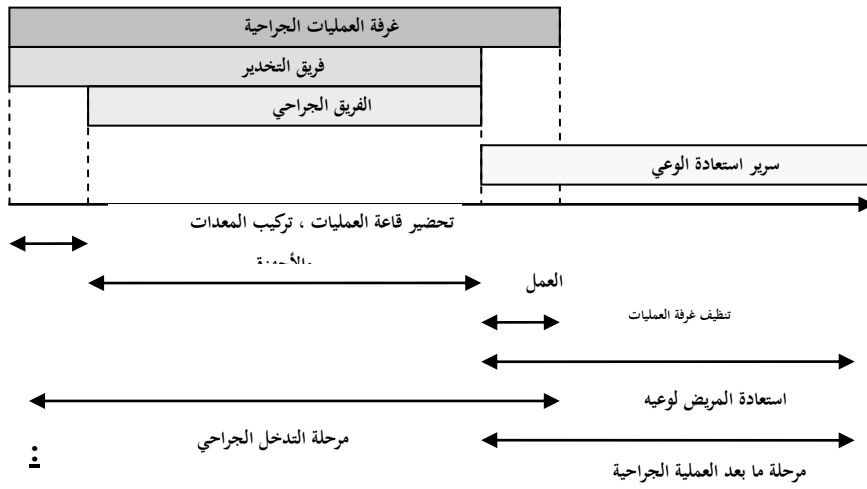 غرفة العمليات الجراحية
فريق التخدير
الفريق الجراحي
سرير استعادة الوعي
تحضير قاعة العمليات ، تركيب المعدات
العمل
تنظيف غرفة العمليات
استعادة المريض لوعيه
مرحلة التدخل الجراحي
:
مرحلة ما بعد العملية الجراحية